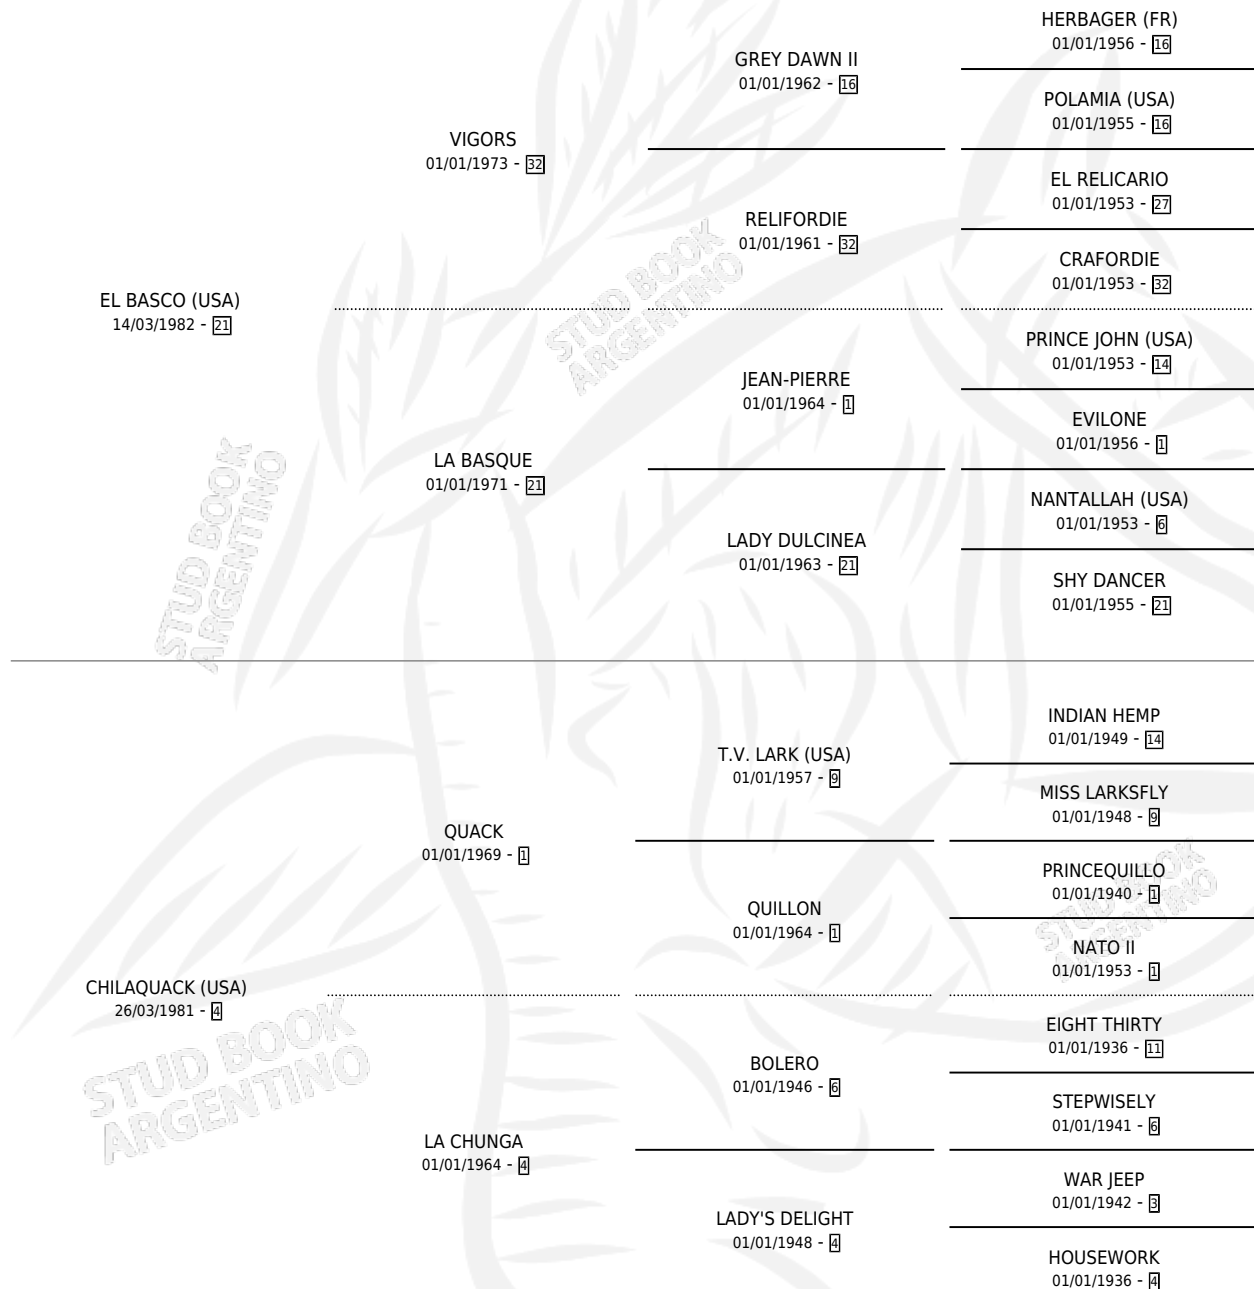 HERBAGER (FR)
01/01/1956 - 16
GREY DAWN II
01/01/1962 - 16
POLAMIA (USA)
01/01/1955 - 16
VIGORS
01/01/1973 - 32
EL RELICARIO
01/01/1953 - 27
RELIFORDIE
01/01/1961 - 32
CRAFORDIE
01/01/1953 - 32
EL BASCO (USA)
14/03/1982 - 21
PRINCE JOHN (USA)
01/01/1953 - 14
JEAN-PIERRE
01/01/1964 - 1
EVILONE
01/01/1956 - 1
LA BASQUE
01/01/1971 - 21
NANTALLAH (USA)
01/01/1953 - 6
LADY DULCINEA
01/01/1963 - 21
SHY DANCER
01/01/1955 - 21
INDIAN HEMP
01/01/1949 - 14
T.V. LARK (USA)
01/01/1957 - 9
MISS LARKSFLY
01/01/1948 - 9
QUACK
01/01/1969 - 1
PRINCEQUILLO
01/01/1940 - 1
QUILLON
01/01/1964 - 1
NATO II
01/01/1953 - 1
CHILAQUACK (USA)
26/03/1981 - 4
EIGHT THIRTY
01/01/1936 - 11
BOLERO
01/01/1946 - 6
STEPWISELY
01/01/1941 - 6
LA CHUNGA
01/01/1964 - 4
WAR JEEP
01/01/1942 - 3
LADY'S DELIGHT
01/01/1948 - 4
HOUSEWORK
01/01/1936 - 4
STUD BOOK
ARGENTINO
STUD BOOK
ARGENTINO
STUD BOOK
ARGENTINO
STUD BOOK
ARGENTINO